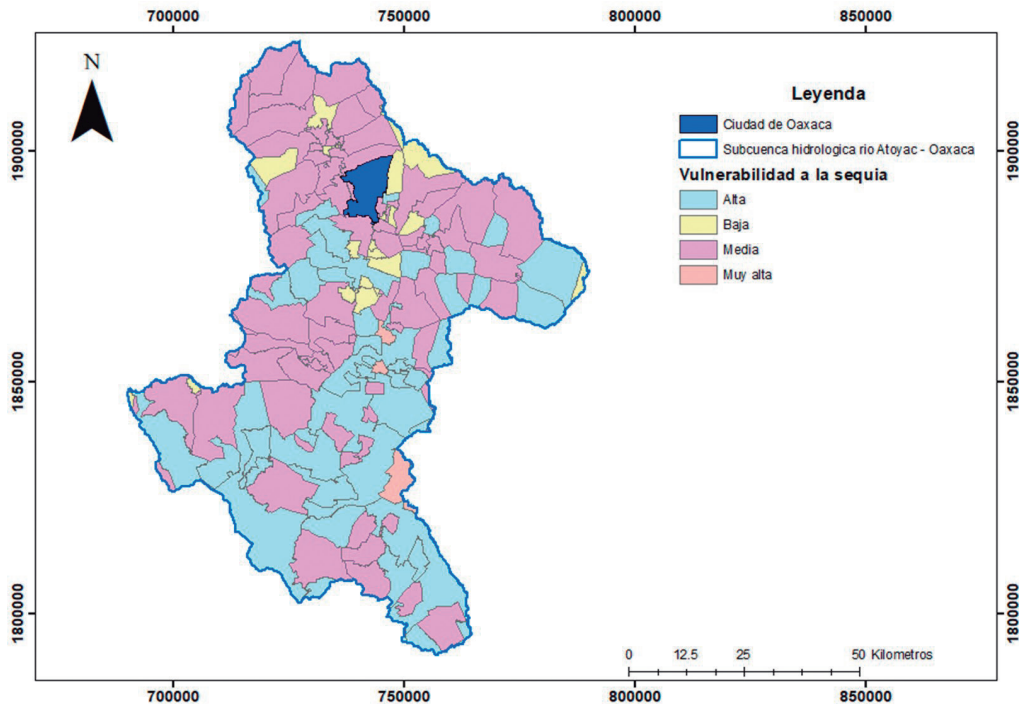 700000
750000
800000
850000
N
1900000
1850000
1800000
Leyenda
Ciudad de Oaxaca
Subcuenca hidrologica rio Atoyac - Oaxaca
Vulnerabilidad a la sequia
Alta
Baja
Media
Muy alta
1900000
1850000
1800000
0 12.5 25 50 Kilometros
700000
750000
800000
850000